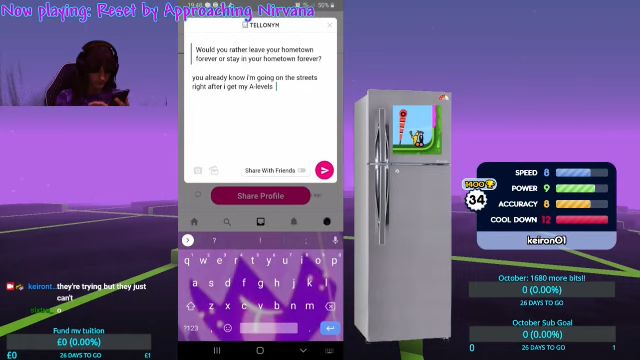 Now playing: Reset by Approaching Nirvana
50%
TELLONYM
Would you rather leave your hometown
forever or stay in your hometown forever?
you already know i'm going on the streets
right after i get my A-levels
Share With Friends
Share Profile
q w e r t y u i o p
a s d f g h j k l
z x c v b n m
?123
SPEED 8
POWER 9
ACCURACY 8
COOL DOWN 12
1400
34
keiron01
keiront_ they're trying but they just
can't
Fund my tuition
£0 (0.00%)
£0
26 DAYS TO GO
£1
October: 1680 more bits!!
0 (0.00%)
26 DAYS TO GO
October Sub Goal
0 (0.00%)
0
26 DAYS TO GO
1